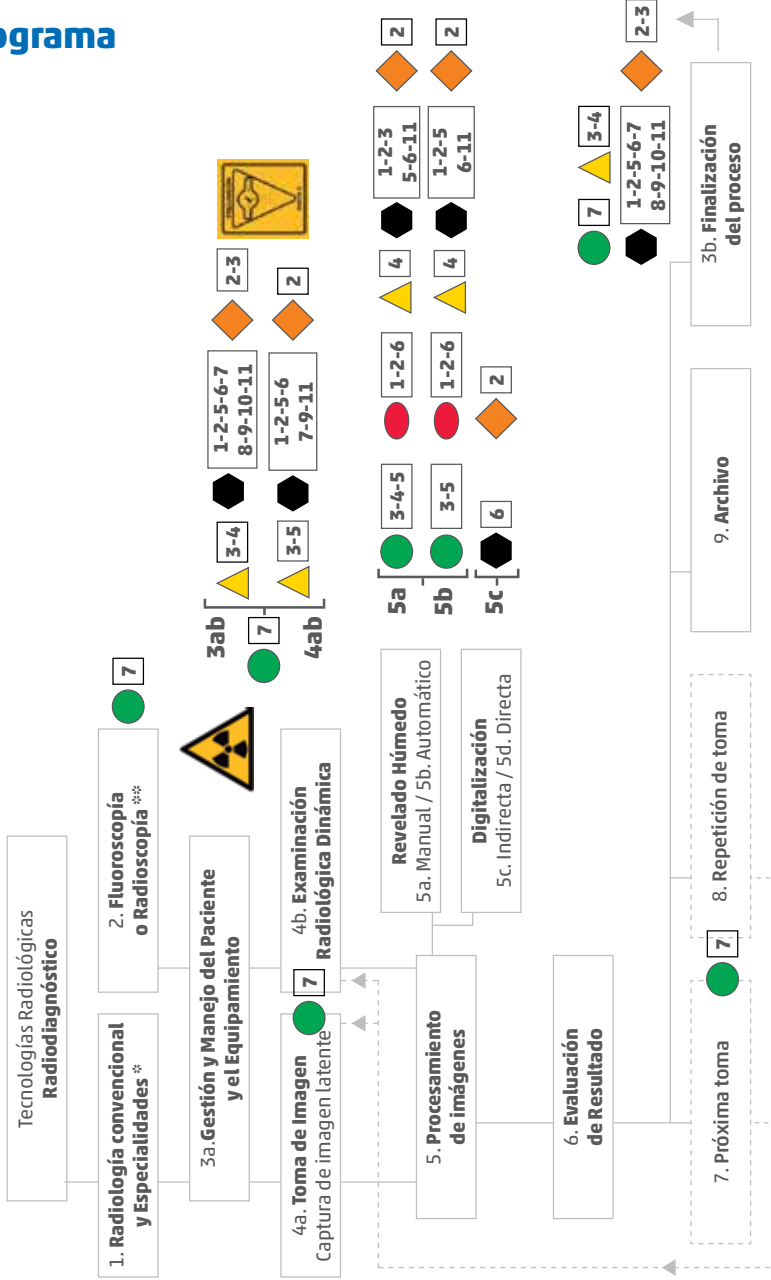 ograma
Tecnologías Radiológicas
Radiodiagnóstico
1. Radiología convencional
y Especialidades *
2. Fluoroscopía
o Radioscopía **
7
3a.Gestión y Manejo del Paciente
y el Equipamiento
4a. Toma de Imagen
Captura de imagen latente
7
4b. Examinación
Radiológica Dinámica
3ab
7
4ab
3-4
1-2-5-6-7
8-9-10-11
2-3
3-5
1-2-5-6
7-9-11
2
5. Procesamiento
de imágenes
Revelado Húmedo
5a. Manual / 5b. Automático
Digitalización
5c. Indirecta / 5d. Directa
5a
3-4-5
1-2-6
4
1-2-3
5-6-11
2
5b
3-5
1-2-6
4
1-2-5
6-11
2
5c
6
2
6. Evaluación
de Resultado
7. Próxima toma
7
8. Repetición de toma
9. Archivo
3b. Finalización
del proceso
7
3-4
1-2-5-6-7
8-9-10-11
2-3